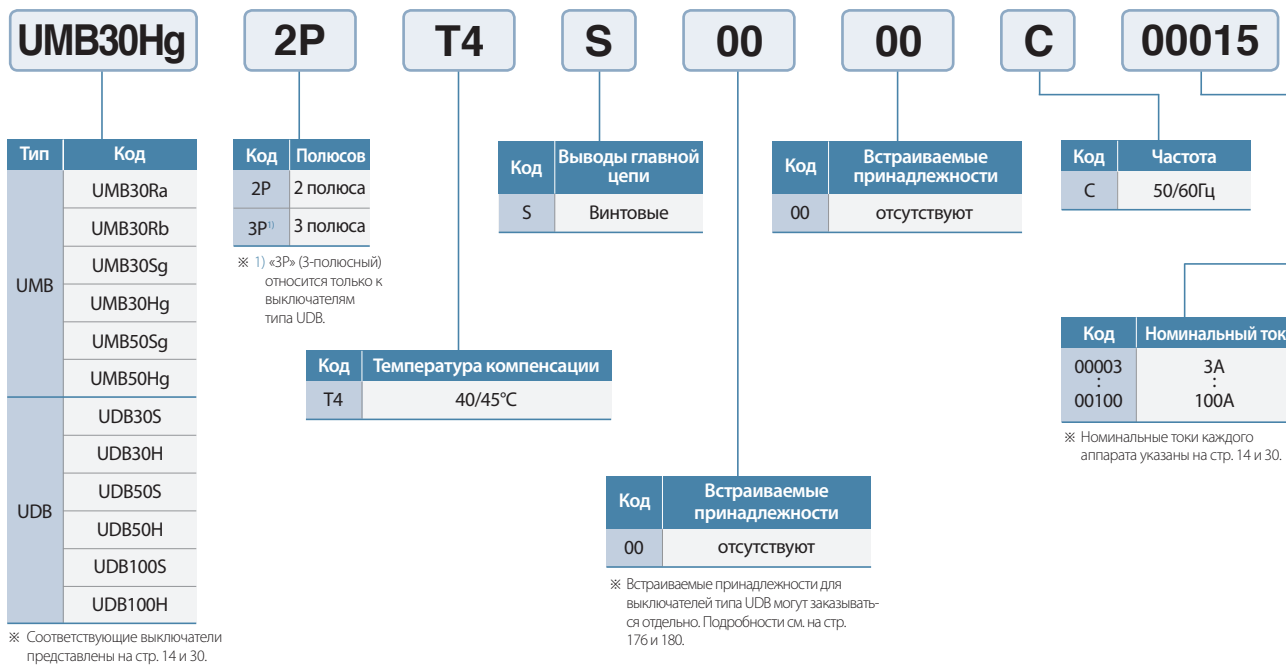 UMB30Hg 2P T4 S 00 00 C 00015
Тип Код
UMB
UMB30Ra
UMB30Rb
UMB30Sg
UMB30Hg
UMB50Sg
UMB50Hg
UDB
UDB30S
UDB30H
UDB50S
UDB50H
UDB100S
UDB100H
※ Соответствующие выключатели
представлены на стр. 14 и 30.
Код Полюсов
2P 2 полюса
3P¹⁾ 3 полюса
※ 1) «3P» (3-полюсный)
относится только к
выключателям
типа UDB.
Код Температура компенсации
T4 40/45°C
Код Выводы главной
цепи
S Винтовые
Код Встраиваемые
принадлежности
00 отсутствуют
※ Встраиваемые принадлежности для
выключателей типа UDB могут заказывать-
ся отдельно. Подробности см. на стр.
176 и 180.
Код Встраиваемые
принадлежности
00 отсутствуют
Код Частота
C 50/60Гц
Код Номинальный ток
00003 3A
⋮ ⋮
00100 100A
※ Номинальные токи каждого
аппарата указаны на стр. 14 и 30.